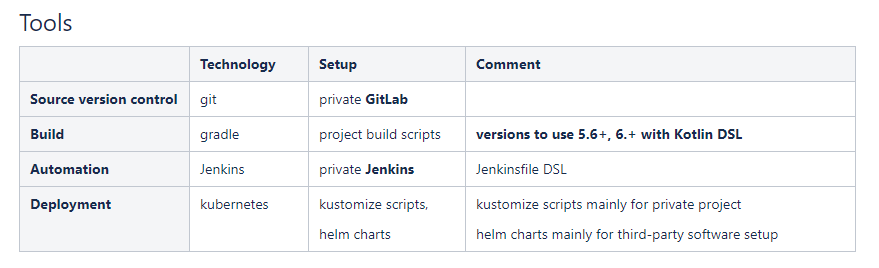 Tools
Technology Setup Comment
Source version control git private GitLab
Build gradle project build scripts versions to use 5.6+, 6.+ with Kotlin DSL
Automation Jenkins private Jenkins Jenkinsfile DSL
Deployment kubernetes kustomize scripts, kustomize scripts mainly for private project
helm charts helm charts mainly for third-party software setup